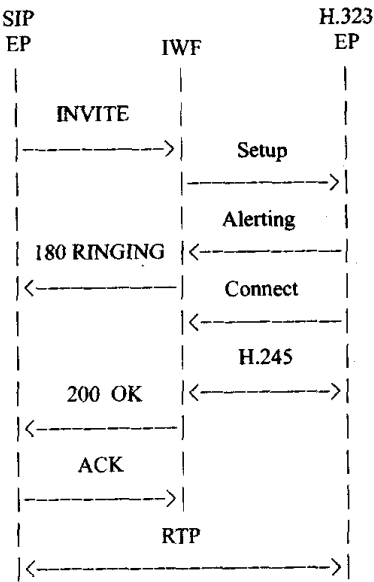 SIP
EP
IWF
H.323
EP
INVITE
Setup
Alerting
180 RINGING
Connect
H.245
200 OK
ACK
RTP